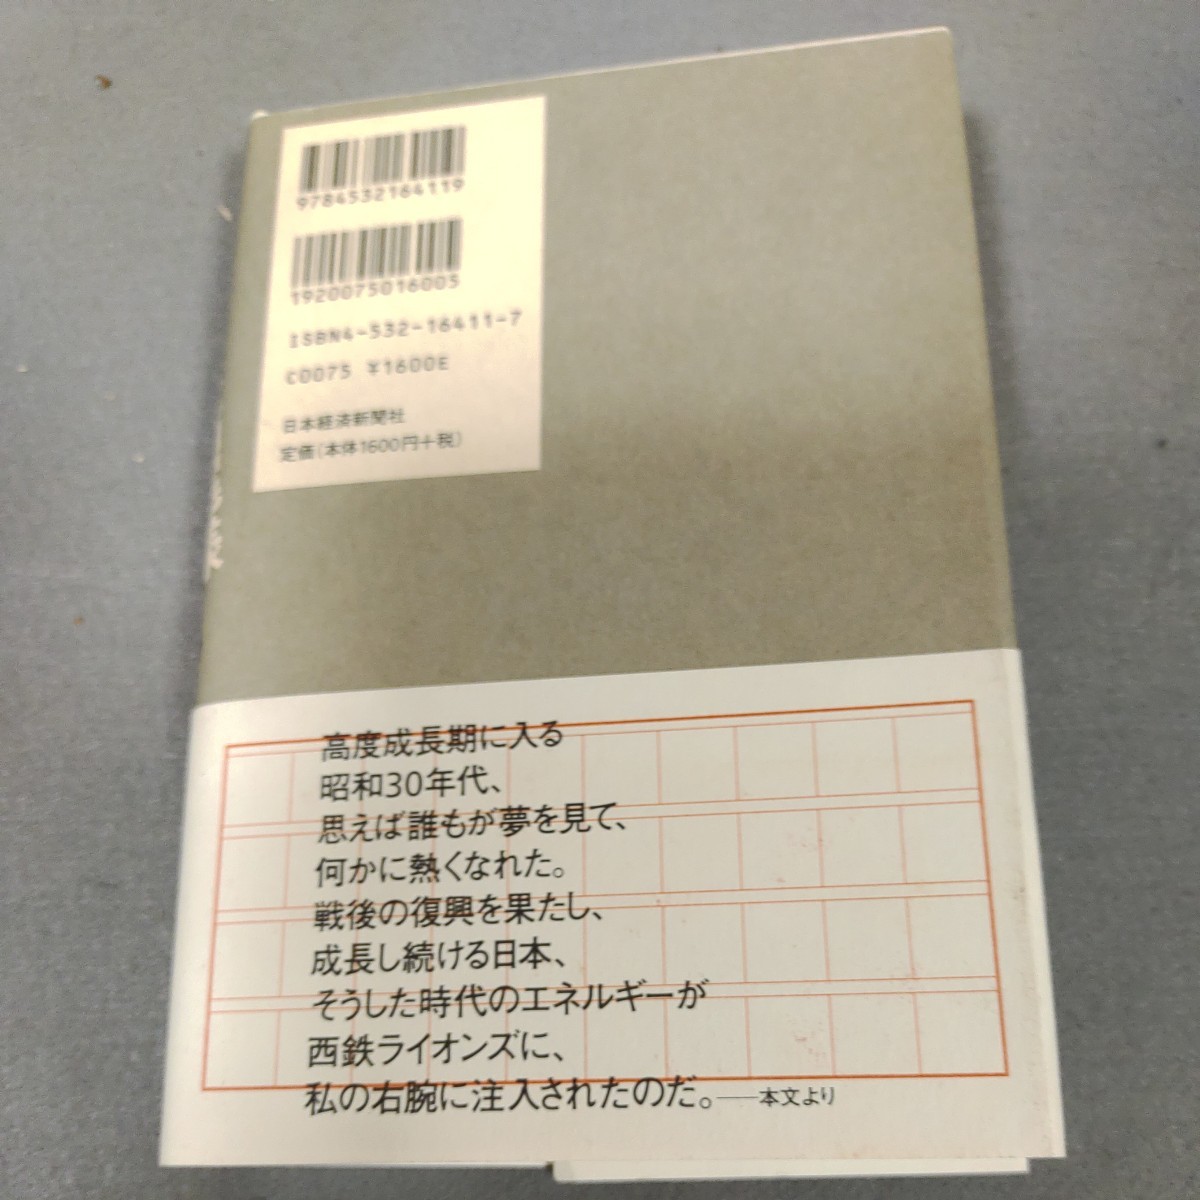 9784532164119
1920075016005
ISBN4-532-16411-7
C0075 ¥1600E
日本経済新聞社
定価(本体1600円+税)
高度成長期に入る
昭和30年代、
思えば誰もが夢を見て、
何かに熱くなれた。
戦後の復興を果たし、
成長し続ける日本、
そうした時代のエネルギーが
西鉄ライオンズに、
私の右腕に注入されたのだ。——本文より